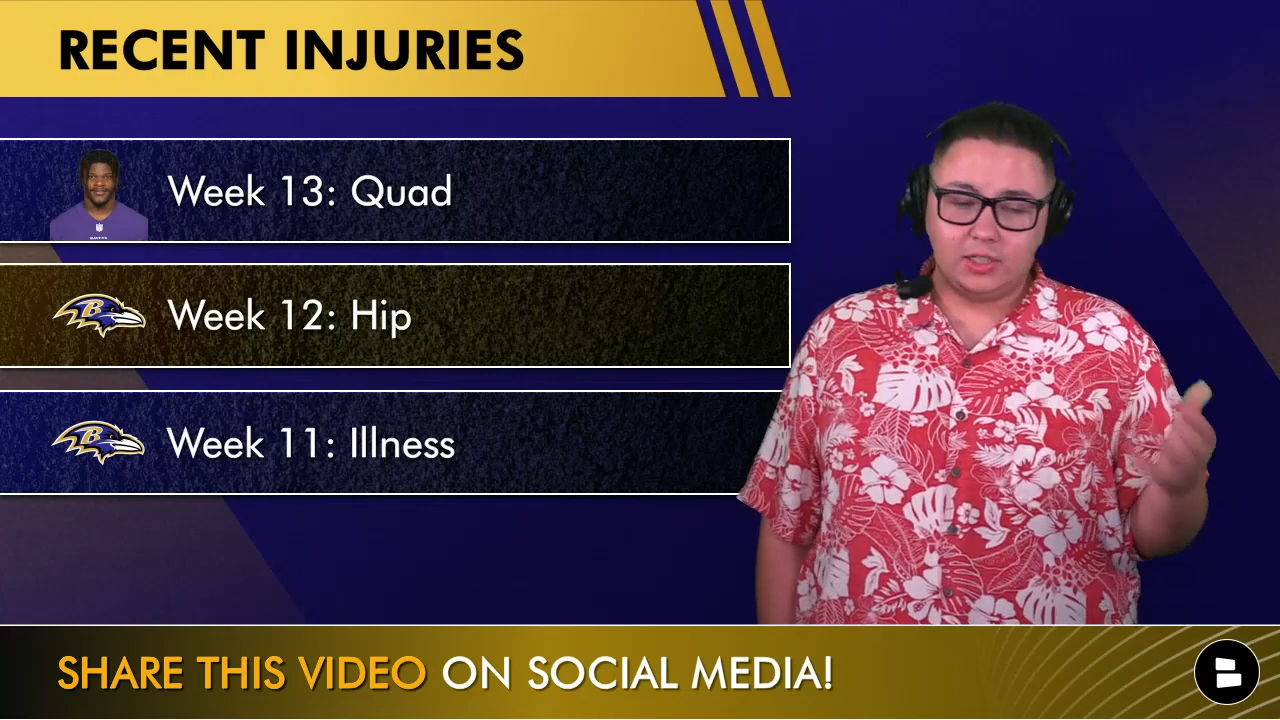 RECENT INJURIES
Week 13: Quad
Week 12: Hip
Week 11: Illness
SHARE THIS VIDEO ON SOCIAL MEDIA!